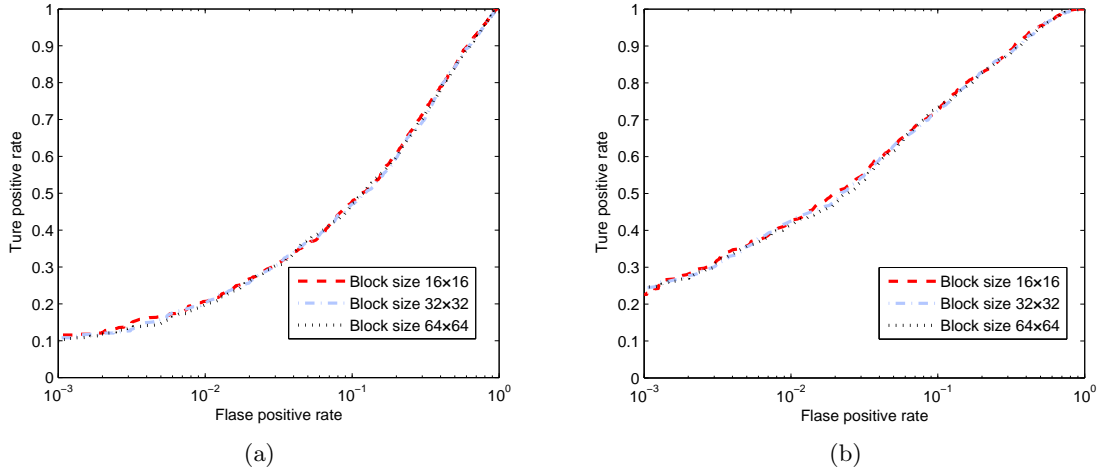 1
0.9
0.8
0.7
0.6
0.5
0.4
0.3
0.2
0.1
0
Ture positive rate
Block size 16×16
Block size 32×32
Block size 64×64
10⁻³
10⁻²
10⁻¹
10⁰
Flase positive rate
(a)
1
0.9
0.8
0.7
0.6
0.5
0.4
0.3
0.2
0.1
0
Ture positive rate
Block size 16×16
Block size 32×32
Block size 64×64
10⁻³
10⁻²
10⁻¹
10⁰
Flase positive rate
(b)